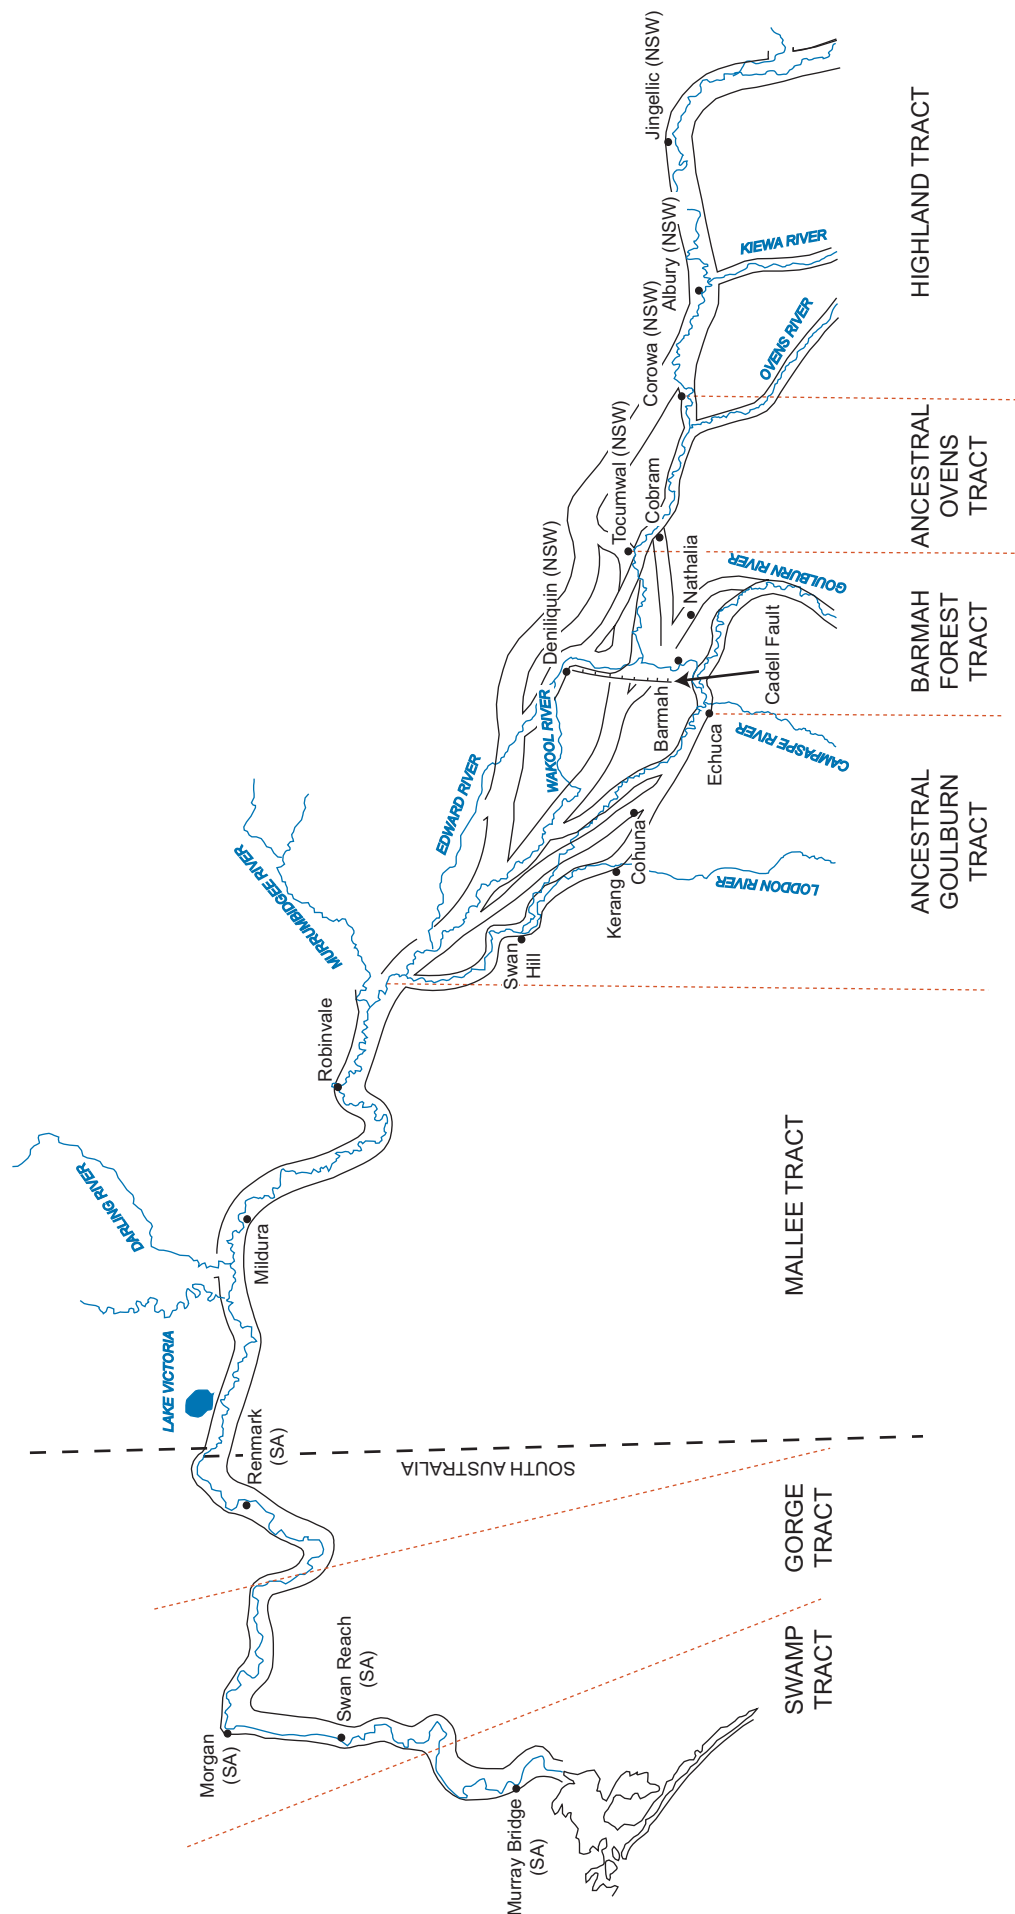 Jingellic (NSW)
HIGHLAND TRACT
KIEWA RIVER
Albury (NSW)
OVENS RIVER
Corowa (NSW)
ANCESTRAL
OVENS
TRACT
Tocumwal (NSW)
Cobram
Deniliquin (NSW)
Nathalia
GOULBURN RIVER
BARMAH
FOREST
TRACT
Cadell Fault
Barmah
Echuca
CAMPASPE RIVER
WAKOOL RIVER
EDWARD RIVER
ANCESTRAL
GOULBURN
TRACT
Cohuna
Kerang
LODDON RIVER
Swan
Hill
MURRUMBIDGEE RIVER
Robinvale
MALLEE TRACT
DARLING RIVER
Mildura
LAKE VICTORIA
Renmark
(SA)
SOUTH AUSTRALIA
GORGE
TRACT
Morgan
(SA)
Swan Reach
(SA)
SWAMP
TRACT
Murray Bridge
(SA)